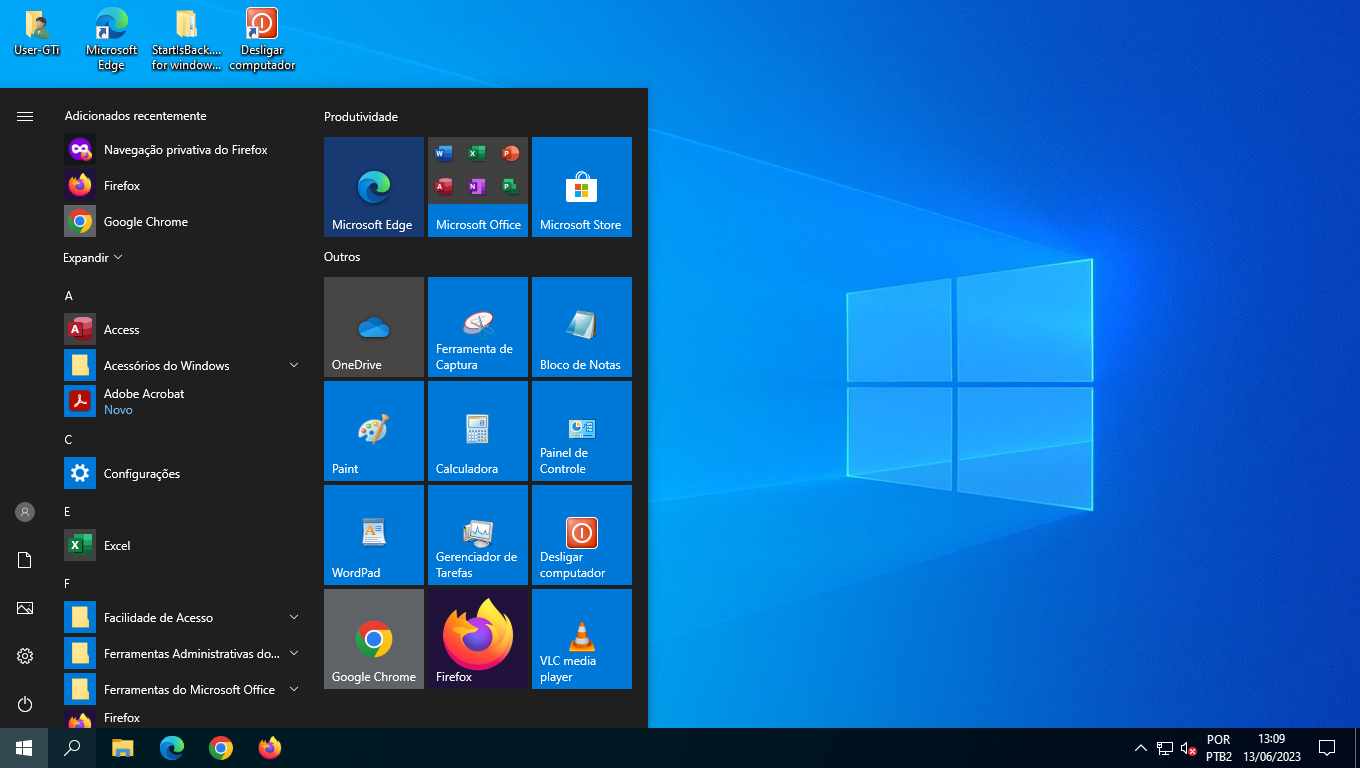 User-GTi
Microsoft
Edge
StartIsBack....
for window...
Desligar
computador
Adicionados recentemente
Navegação privativa do Firefox
Firefox
Google Chrome
Expandir
A
Access
Acessórios do Windows
Adobe Acrobat
Novo
C
Configurações
E
Excel
F
Facilidade de Acesso
Ferramentas Administrativas do...
Ferramentas do Microsoft Office
Firefox
Produtividade
Microsoft Edge
Microsoft Office
Microsoft Store
Outros
OneDrive
Ferramenta de
Captura
Bloco de Notas
Paint
Calculadora
Painel de
Controle
WordPad
Gerenciador de
Tarefas
Desligar
computador
Google Chrome
Firefox
VLC media
player
POR
PTB2
13:09
13/06/2023